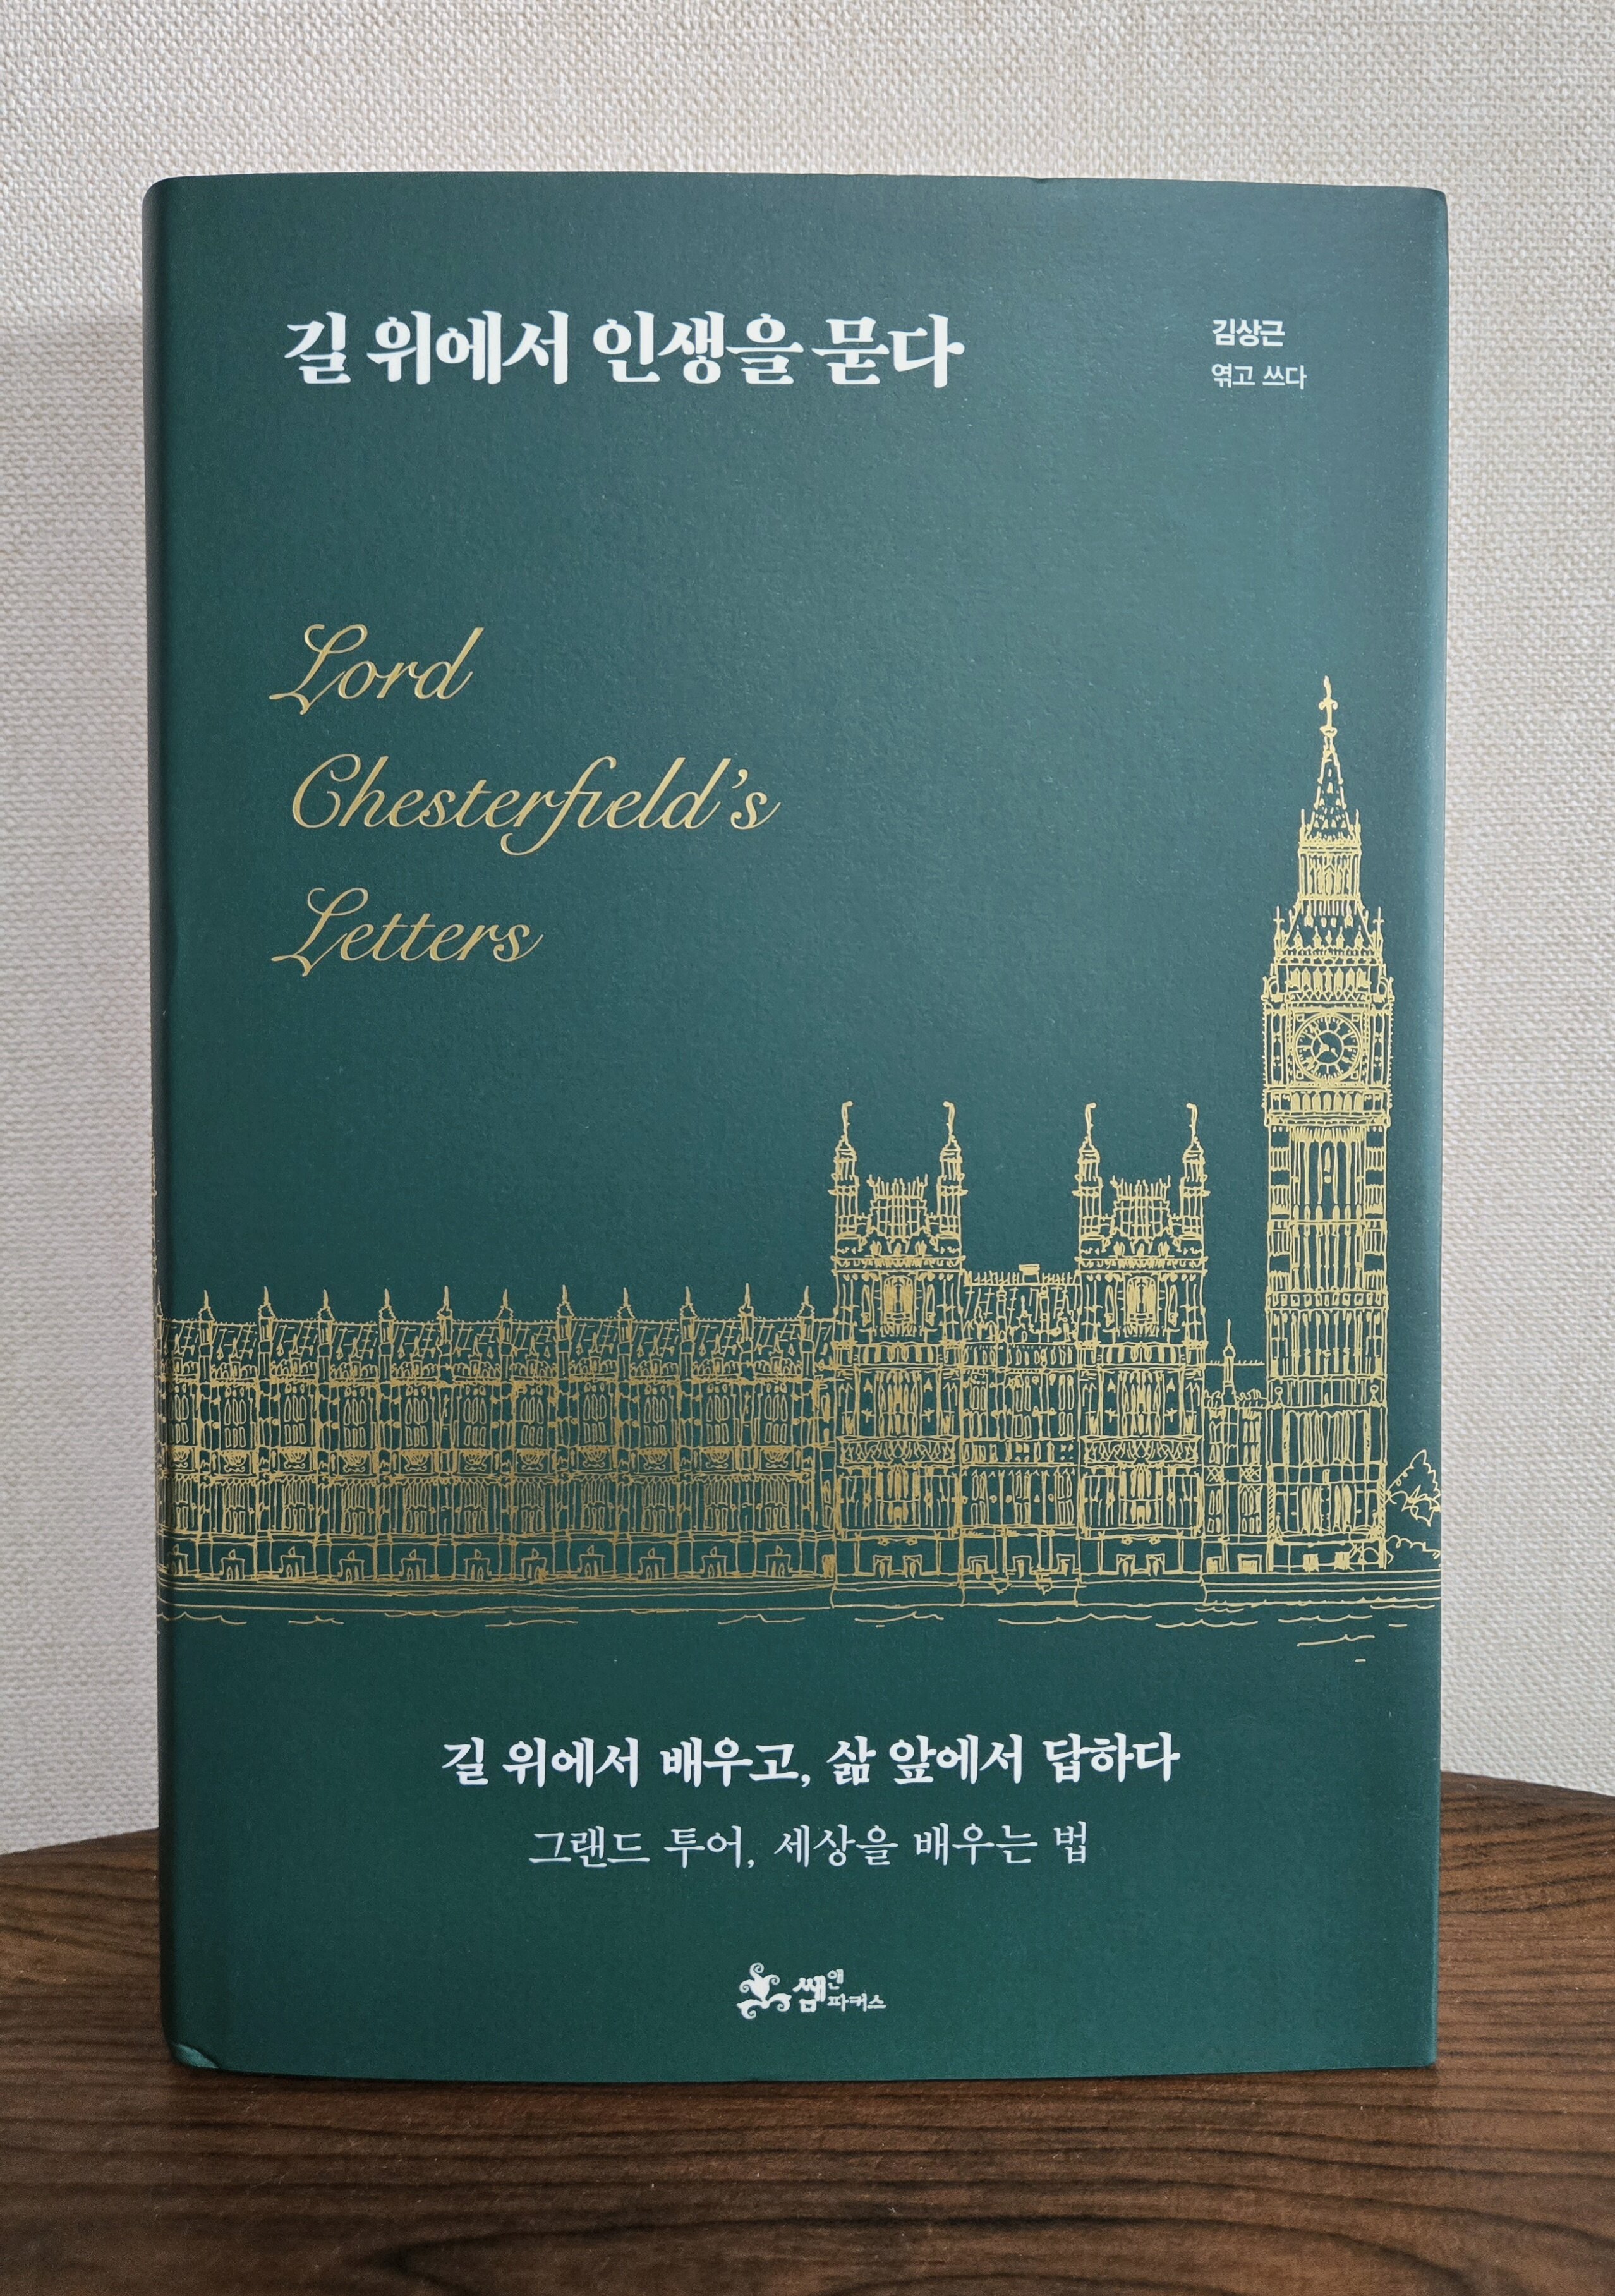 길 위에서 인생을 묻다
김상근
엮고 쓰다
Lord
Chesterfield's
Letters
길 위에서 배우고, 삶 앞에서 답하다
그랜드 투어, 세상을 배우는 법
쌤앤파커스